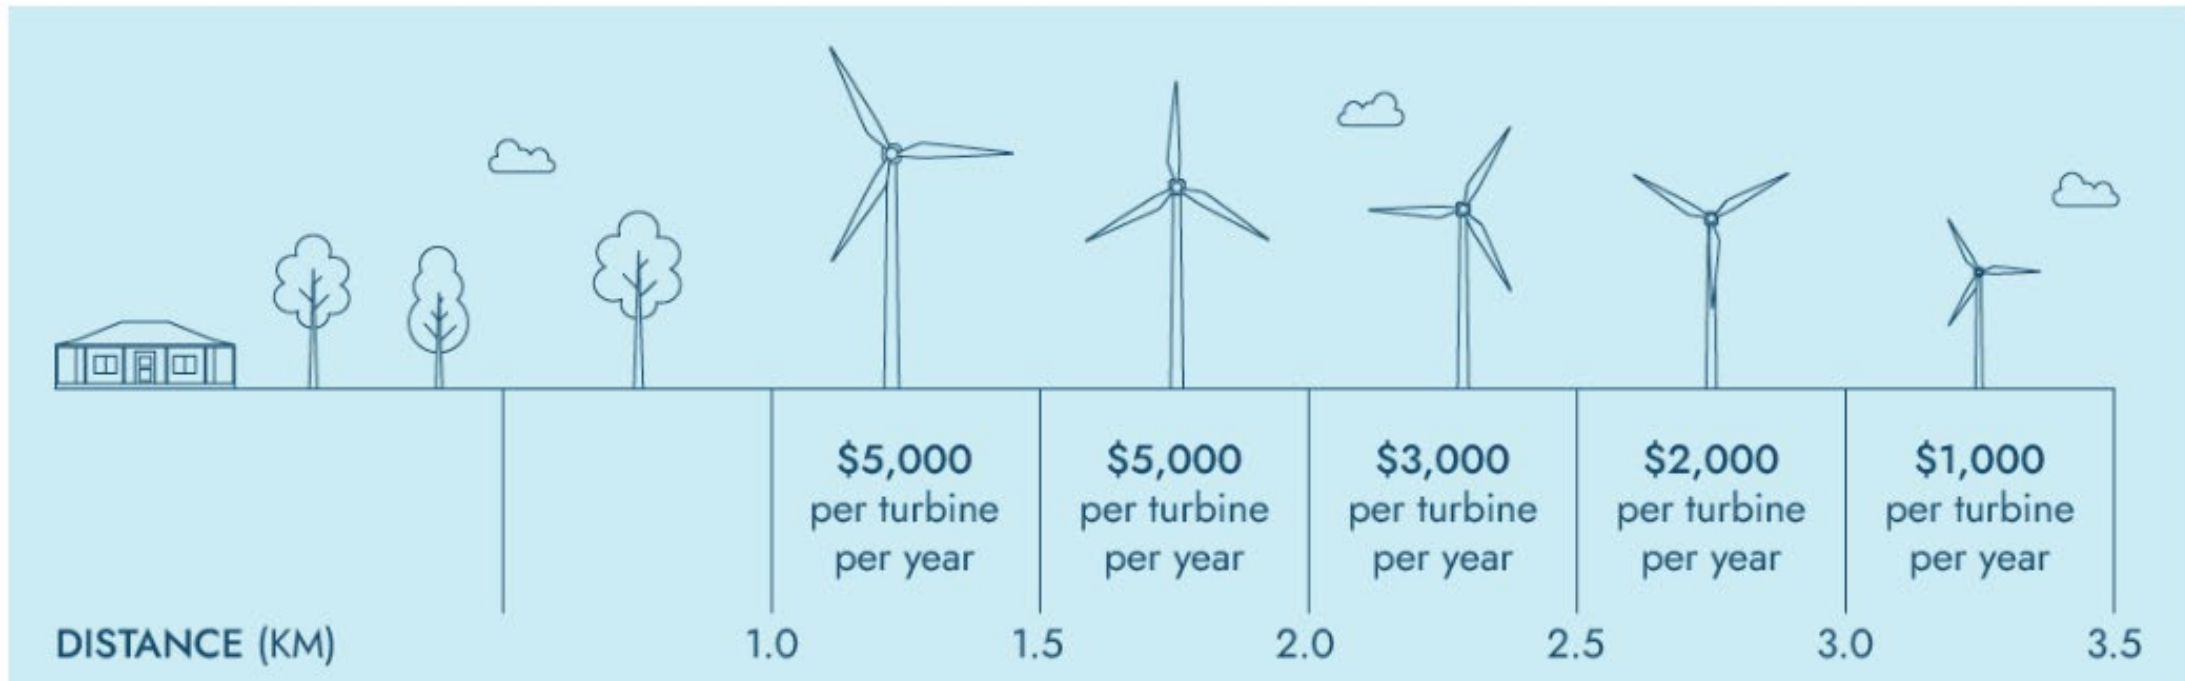 $5,000
per turbine
per year
$5,000
per turbine
per year
$3,000
per turbine
per year
$2,000
per turbine
per year
$1,000
per turbine
per year
DISTANCE (KM)
1.0
1.5
2.0
2.5
3.0
3.5